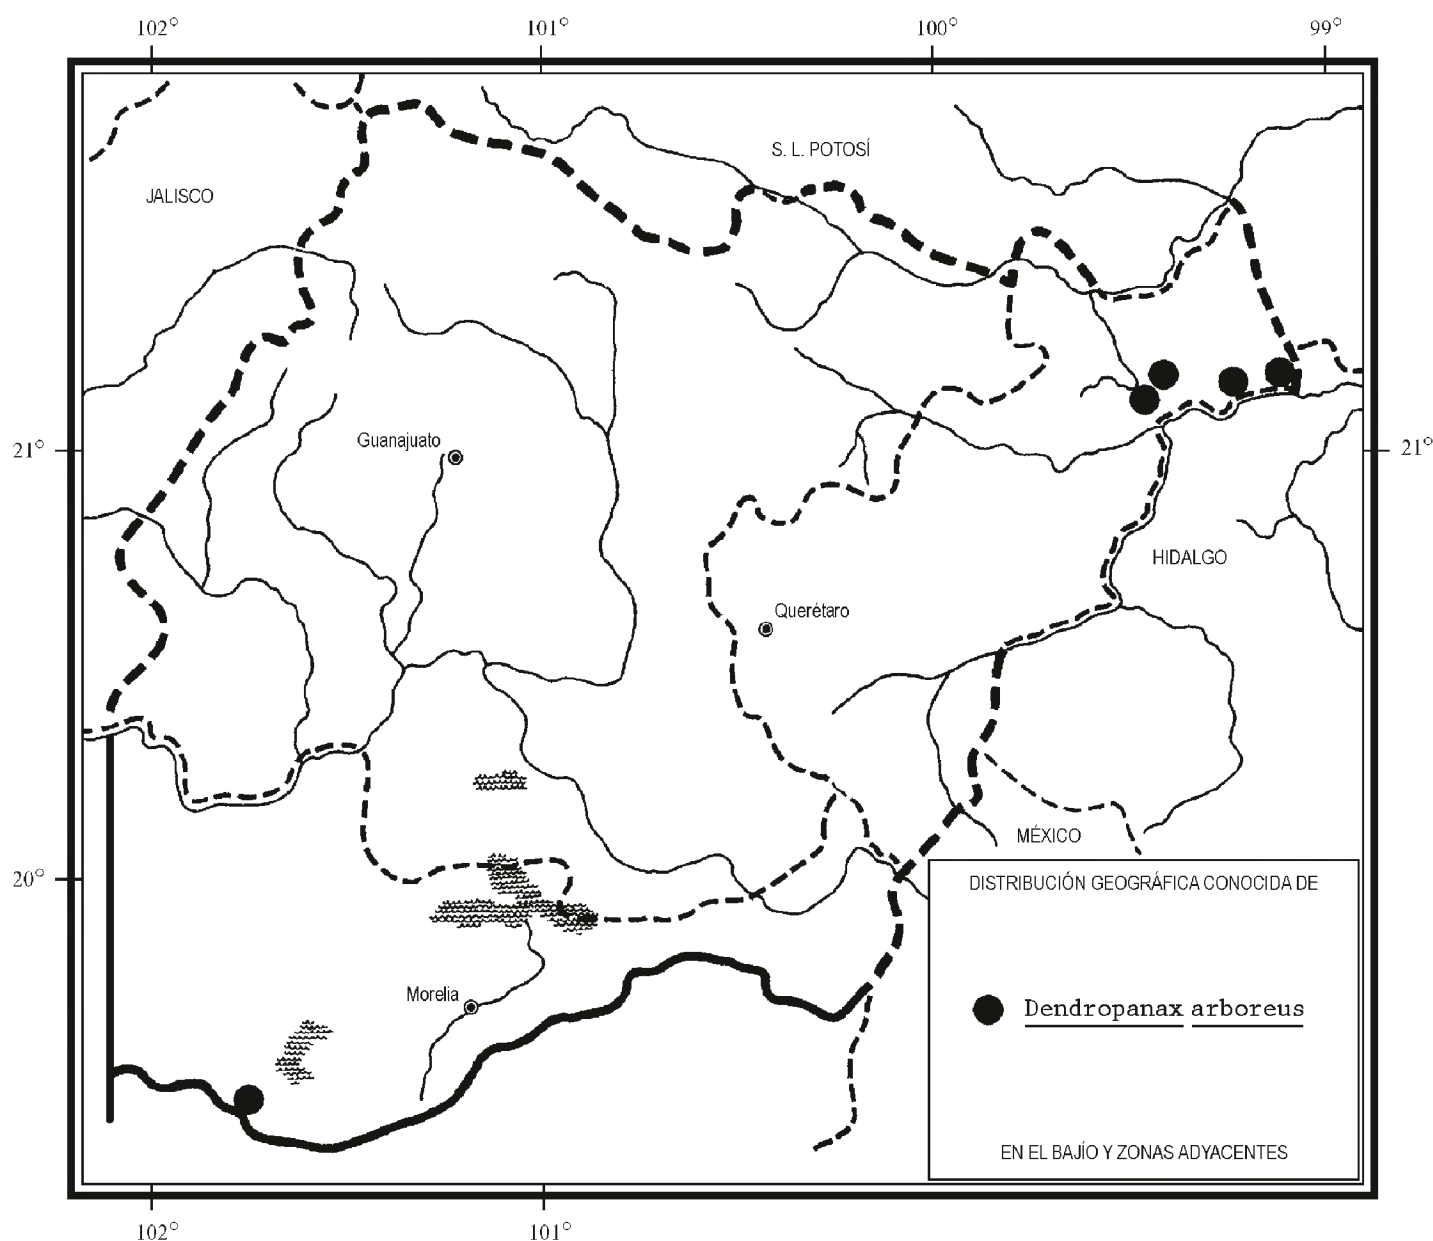 102° 101° 100° 99°
S. L. POTOSÍ
JALISCO
Guanajuato
21° 21°
HIDALGO
Querétaro
MÉXICO
20°
DISTRIBUCIÓN GEOGRÁFICA CONOCIDA DE
Morelia
Dendropanax arboreus
EN EL BAJÍO Y ZONAS ADYACENTES
102° 101°